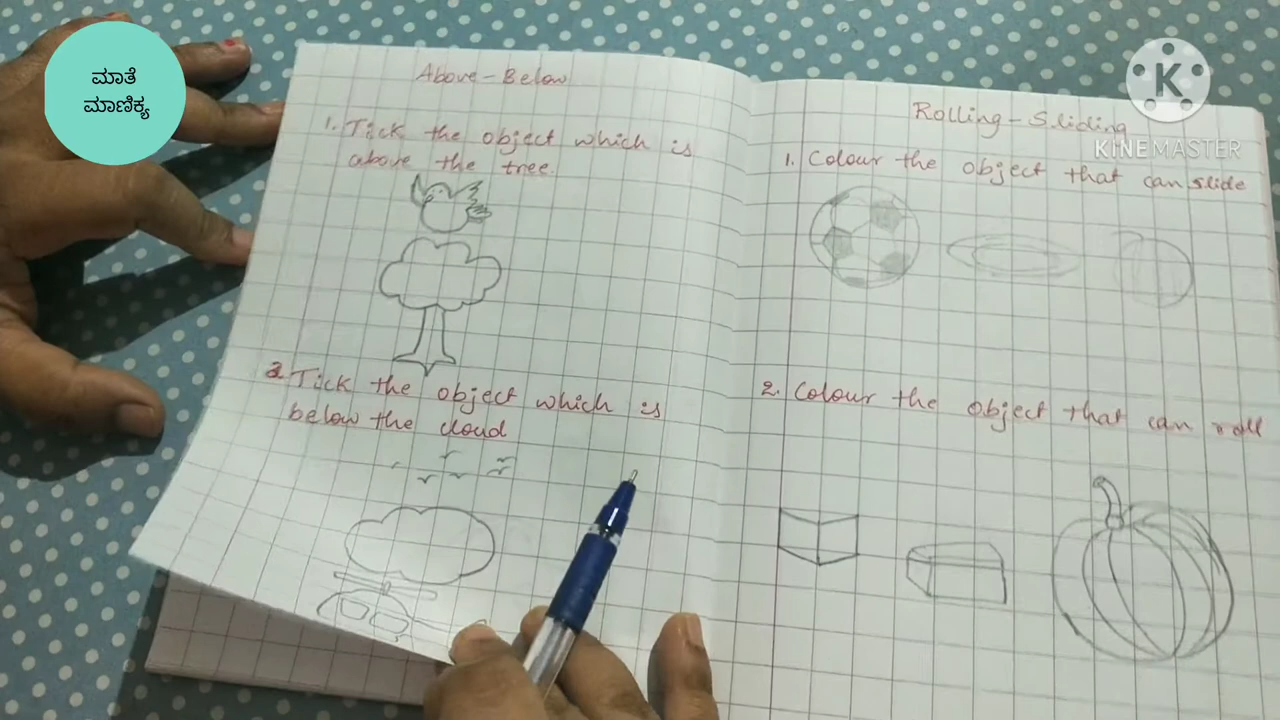 ಮಾತೆ
ಮಾಣಿಕ್ಯ
Above - Below
1. Tick the object which is
above the tree.
2 Tick the object which is
below the cloud
K
KINEMASTER
Rolling - Sliding
1. Colour the object that can slide
2. Colour the object that can roll